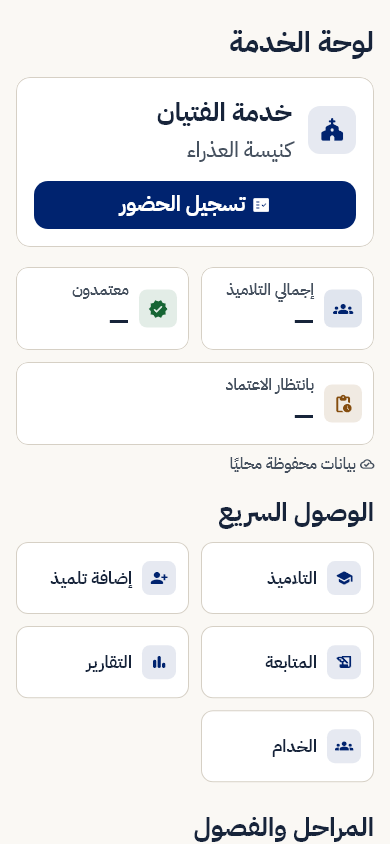 لوحة الخدمة
خدمة الفتيان
كنيسة العذراء
تسجيل الحضور
إجمالي التلاميذ
—
معتمدون
—
بانتظار الاعتماد
—
بيانات محفوظة محليًا
الوصول السريع
التلاميذ
إضافة تلميذ
المتابعة
التقارير
الخدام
المراحل والفصول